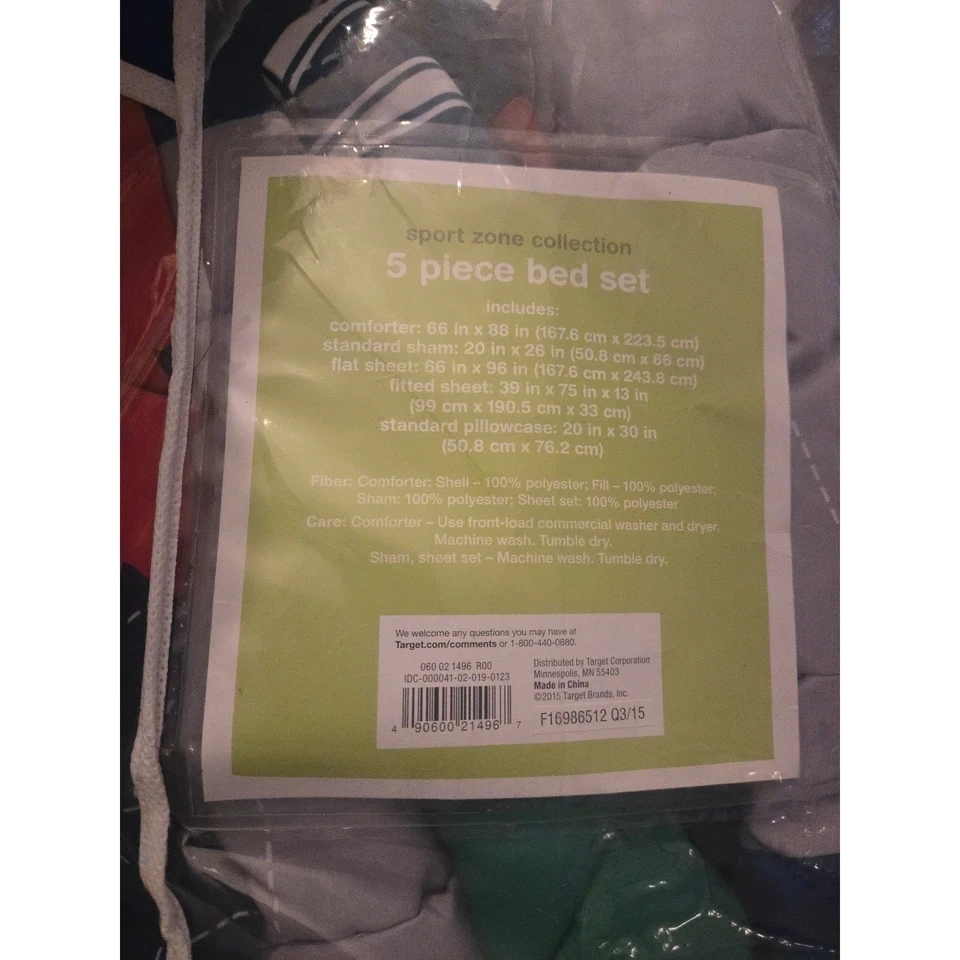 sport zone collection
5 piece bed set
includes:
comforter: 66 in x 88 in (167.6 cm x 223.5 cm)
standard sham: 20 in x 26 in (50.8 cm x 66 cm)
flat sheet: 66 in x 96 in (167.6 cm x 243.8 cm)
fitted sheet: 39 in x 75 in x 13 in
(99 cm x 190.5 cm x 33 cm)
standard pillowcase: 20 in x 30 in
(50.8 cm x 76.2 cm)
Fiber: Comforter: Shell – 100% polyester; Fill – 100% polyester;
Sham: 100% polyester; Sheet set: 100% polyester
Care: Comforter – Use front-load commercial washer and dryer.
Machine wash. Tumble dry.
Sham, sheet set – Machine wash. Tumble dry.
We welcome any questions you may have at
Target.com/comments or 1-800-440-0680.
060 02 1496 R00
IDC-000041-02-019-0123
4 90600 21496 7
Distributed by Target Corporation
Minneapolis, MN 55403
Made in China
©2015 Target Brands, Inc.
F16986512 Q3/15